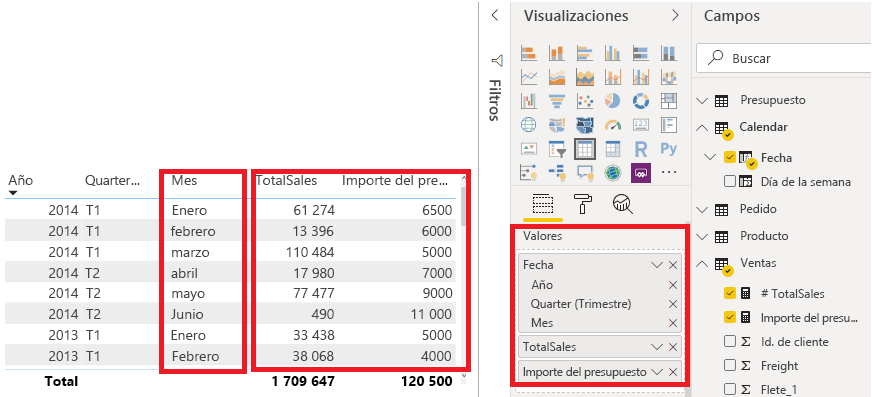 Año Quarter... Mes TotalSales Importe del pre...
2014 T1 Enero 61 274 6500
2014 T1 febrero 13 396 6000
2014 T1 marzo 110 484 5000
2014 T2 abril 17 980 7000
2014 T2 mayo 77 477 9000
2014 T2 Junio 490 11 000
2013 T1 Enero 33 438 5000
2013 T1 Febrero 38 068 4000
Total 1 709 647 120 500
Filtros
Visualizaciones
R Py
Valores
Fecha
Año
Quarter (Trimestre)
Mes
TotalSales
Importe del presupuesto
Campos
Buscar
Presupuesto
Calendar
Fecha
Día de la semana
Pedido
Producto
Ventas
# TotalSales
Importe del presu...
Id. de cliente
Freight
Flete_1